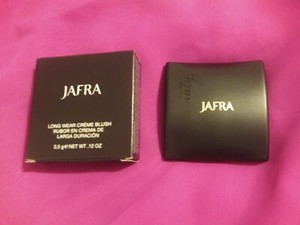 JAFRA
LONG WEAR CRÈME BLUSH
RUBOR EN CREMA DE
LARGA DURACIÓN
3,5 g℮NET WT .12 OZ
JAFRA